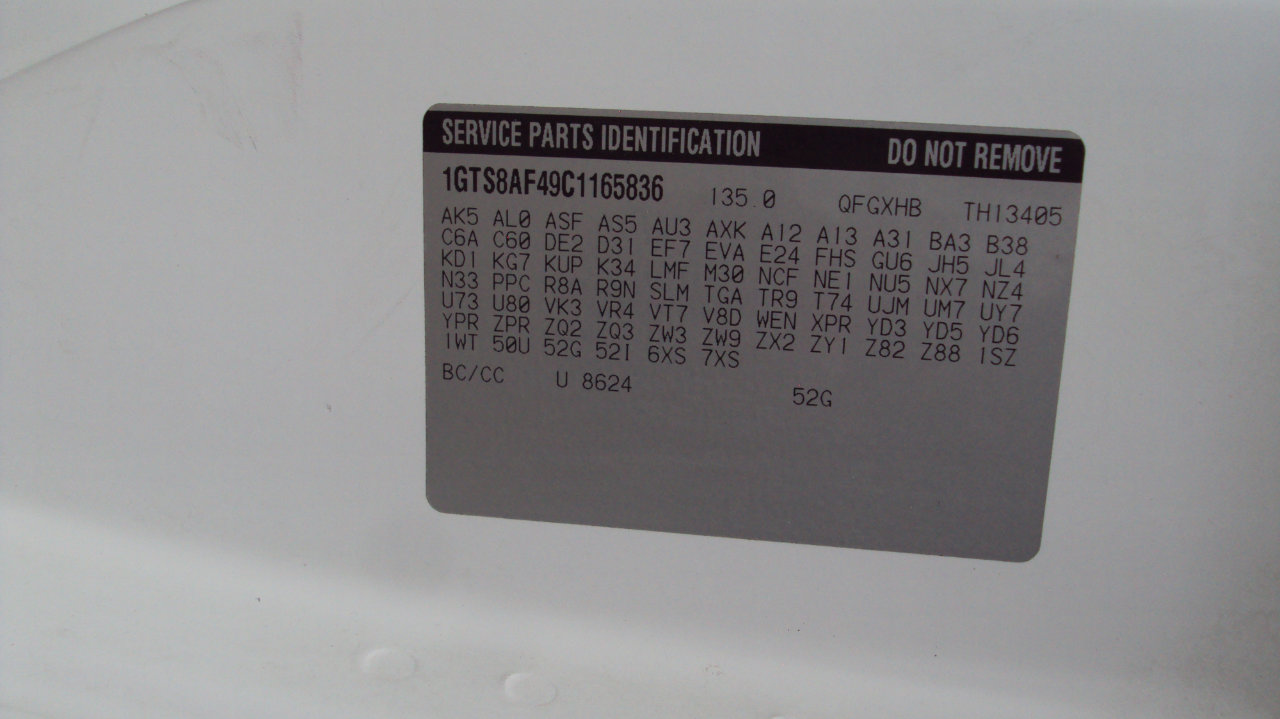 SERVICE PARTS IDENTIFICATION DO NOT REMOVE
1GTS8AF49C1165836 135.0 QFGXHB TH13405
AK5 AL0 ASF AS5 AU3 AXK A12 A13 A31 BA3 B38
C6A C60 DE2 D31 EF7 EVA E24 FHS GU6 JH5 JL4
KD1 KG7 KUP K34 LMF M30 NCF NE1 NU5 NX7 NZ4
N33 PPC R8A R9N SLM TGA TR9 T74 UJM UM7 UY7
U73 U80 VK3 VR4 VT7 V8D WEN XPR YD3 YD5 YD6
YPR ZPR ZQ2 ZQ3 ZW3 ZW9 ZX2 ZY1 Z82 Z88 1SZ
1WT 50U 52G 52I 6XS 7XS
BC/CC U 8624 52G